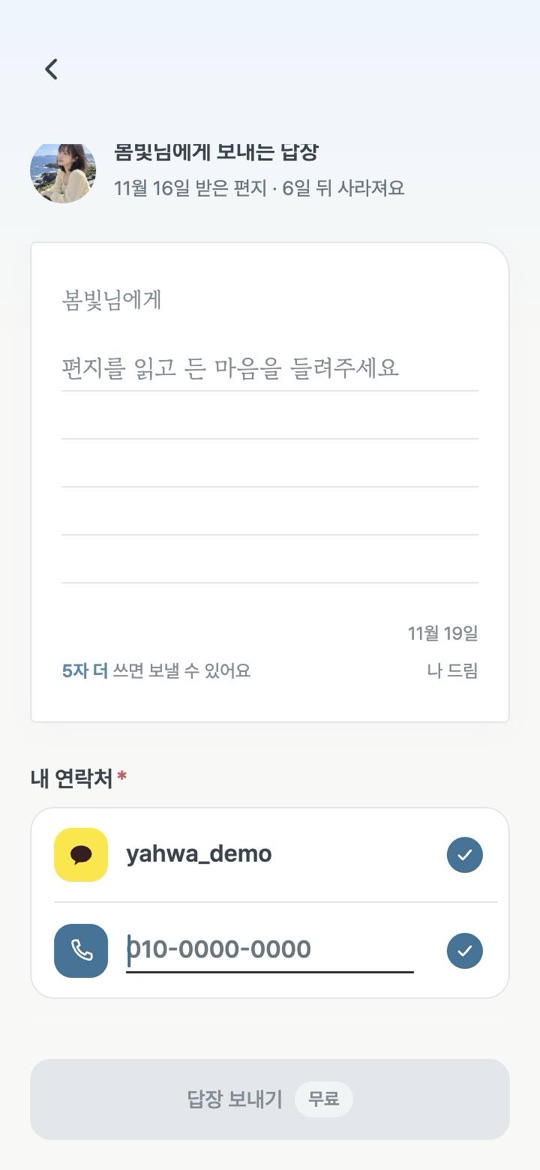 봄빛님에게 보내는 답장
11월 16일 받은 편지 · 6일 뒤 사라져요
봄빛님에게
편지를 읽고 든 마음을 들려주세요
11월 19일
5자 더 쓰면 보낼 수 있어요
나 드림
내 연락처 *
yahwa_demo
010-0000-0000
답장 보내기 무료